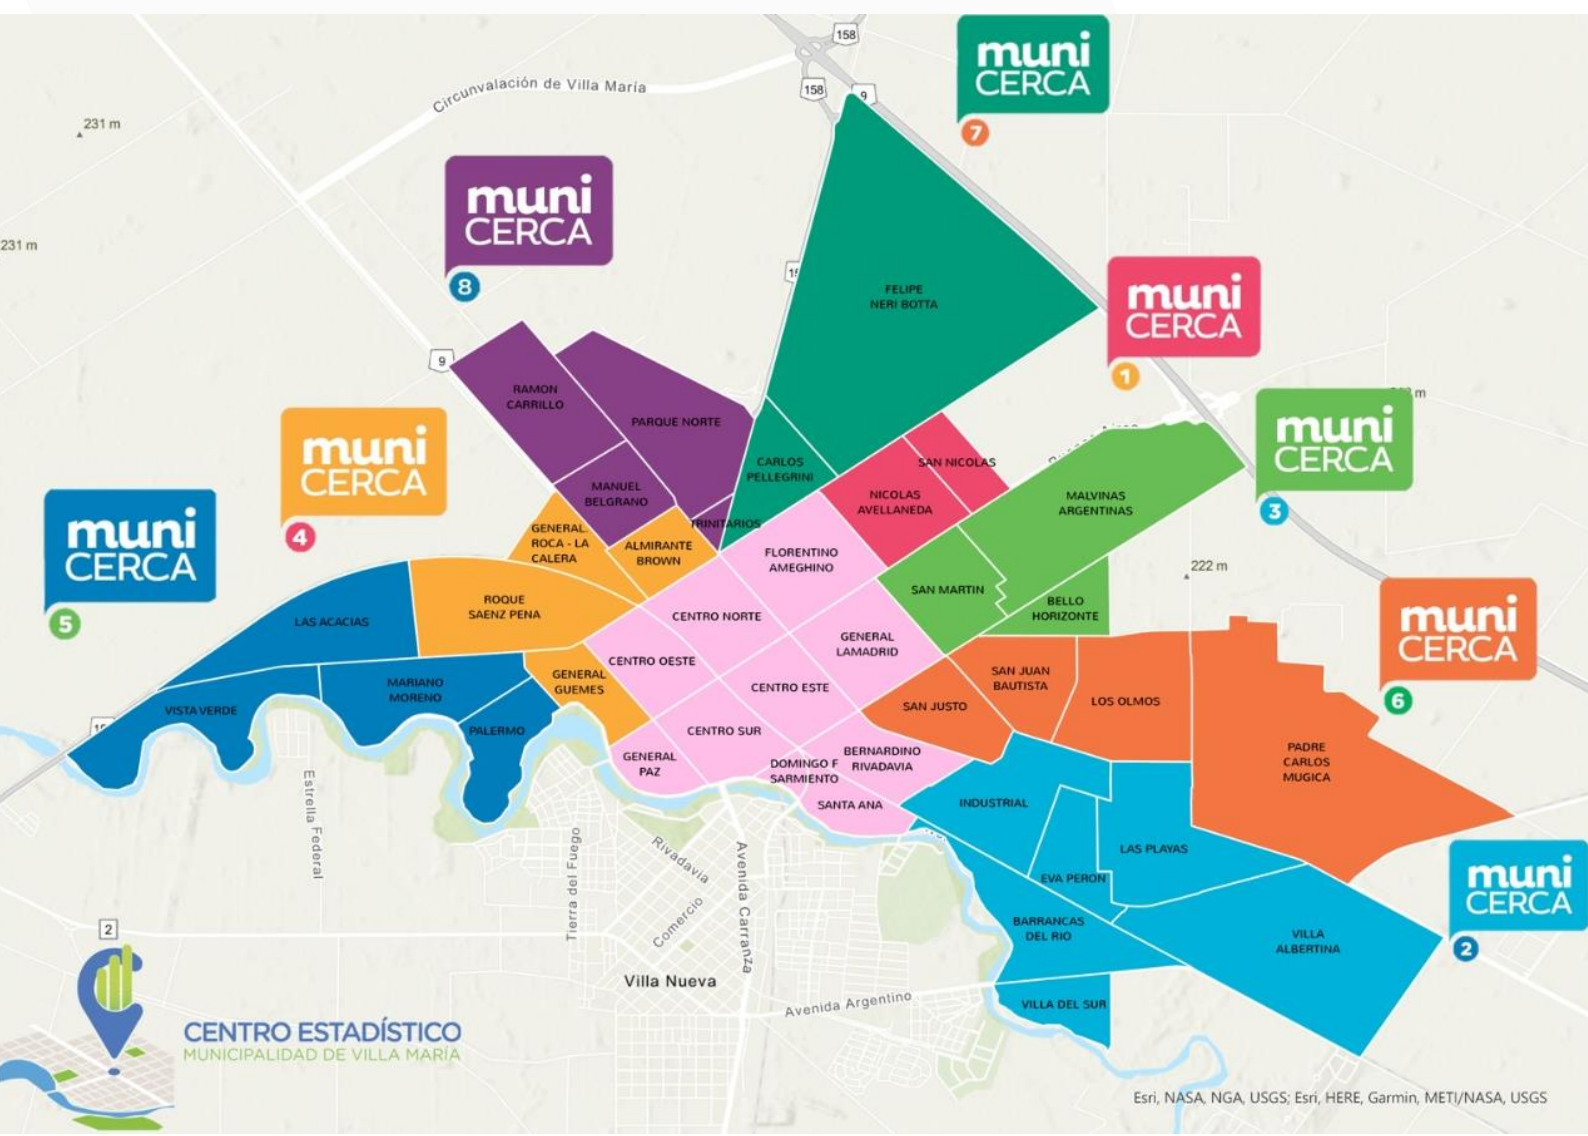 158
muni
CERCA
7
Circunvalación de Villa María
158
9
231 m
muni
CERCA
8
231 m
FELIPE
NERI BOTTA
muni
CERCA
1
9
RAMON
CARRILLO
PARQUE NORTE
muni
CERCA
3
muni
CERCA
4
CARLOS
PELLEGRINI
SAN NICOLAS
MANUEL
BELGRANO
NICOLAS
AVELLANEDA
MALVINAS
ARGENTINAS
muni
CERCA
5
TRINITARIOS
GENERAL
ROCA - LA
CALERA
ALMIRANTE
BROWN
FLORENTINO
AMEGHINO
222 m
SAN MARTIN
BELLO
HORIZONTE
muni
CERCA
6
LAS ACACIAS
ROQUE
SAENZ PENA
CENTRO NORTE
GENERAL
LAMADRID
CENTRO OESTE
SAN JUAN
BAUTISTA
MARIANO
MORENO
GENERAL
GUEMES
CENTRO ESTE
LOS OLMOS
VISTA VERDE
SAN JUSTO
PALERMO
CENTRO SUR
BERNARDINO
RIVADAVIA
PADRE
CARLOS
MUGICA
GENERAL
PAZ
DOMINGO F
SARMIENTO
SANTA ANA
INDUSTRIAL
Estrella Federal
Tierra del Fuego
Rivadavia
Avenida Carranza
LAS PLAYAS
EVA PERON
muni
CERCA
2
Comercio
BARRANCAS
DEL RIO
VILLA
ALBERTINA
2
Villa Nueva
Avenida Argentino
VILLA DEL SUR
CENTRO ESTADÍSTICO
MUNICIPALIDAD DE VILLA MARÍA
Esri, NASA, NGA, USGS; Esri, HERE, Garmin, METI/NASA, USGS